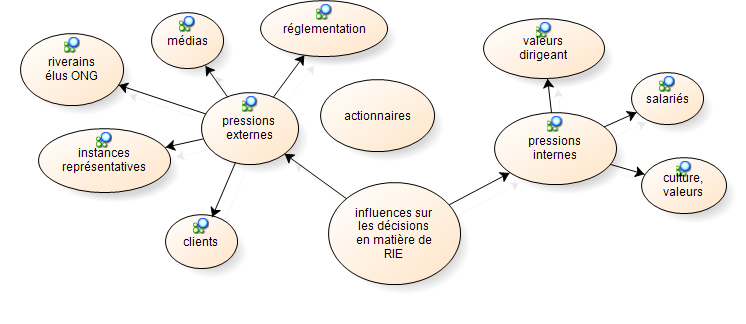 réglementation
médias
valeurs
dirigeant
riverains
élus ONG
salariés
actionnaires
pressions
externes
pressions
internes
instances
représentatives
culture,
valeurs
influences sur
les décisions
en matière de
RIE
clients